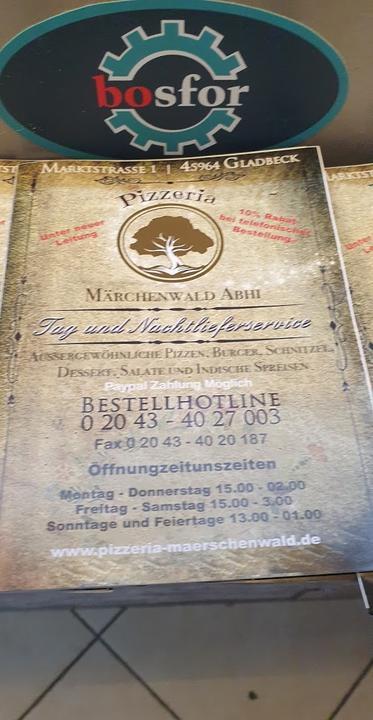 bosfor
MARKTSTRASSE 1 | 45964 GLADBECK
Pizzeria
Unter neuer
Leitung
10% Rabat
bei telefonischer
Bestellung.
MÄRCHENWALD ABHI
Tag und Nachtlieferservice
AUSSERGEWÖHNLICHE PIZZEN, BURGER, SCHNITZEL,
DESSERT, SALATE UND INDISCHE SPREISEN
Paypal Zahlung Möglich
BESTELLHOTLINE
0 20 43 - 40 27 003
Fax 0 20 43 - 40 20 187
Öffnungzeitunszeiten
Montag - Donnerstag 15.00 - 02.00
Freitag - Samstag 15.00 - 3.00
Sonntage und Feiertage 13.00 - 01.00
www.pizzeria-maerschenwald.de